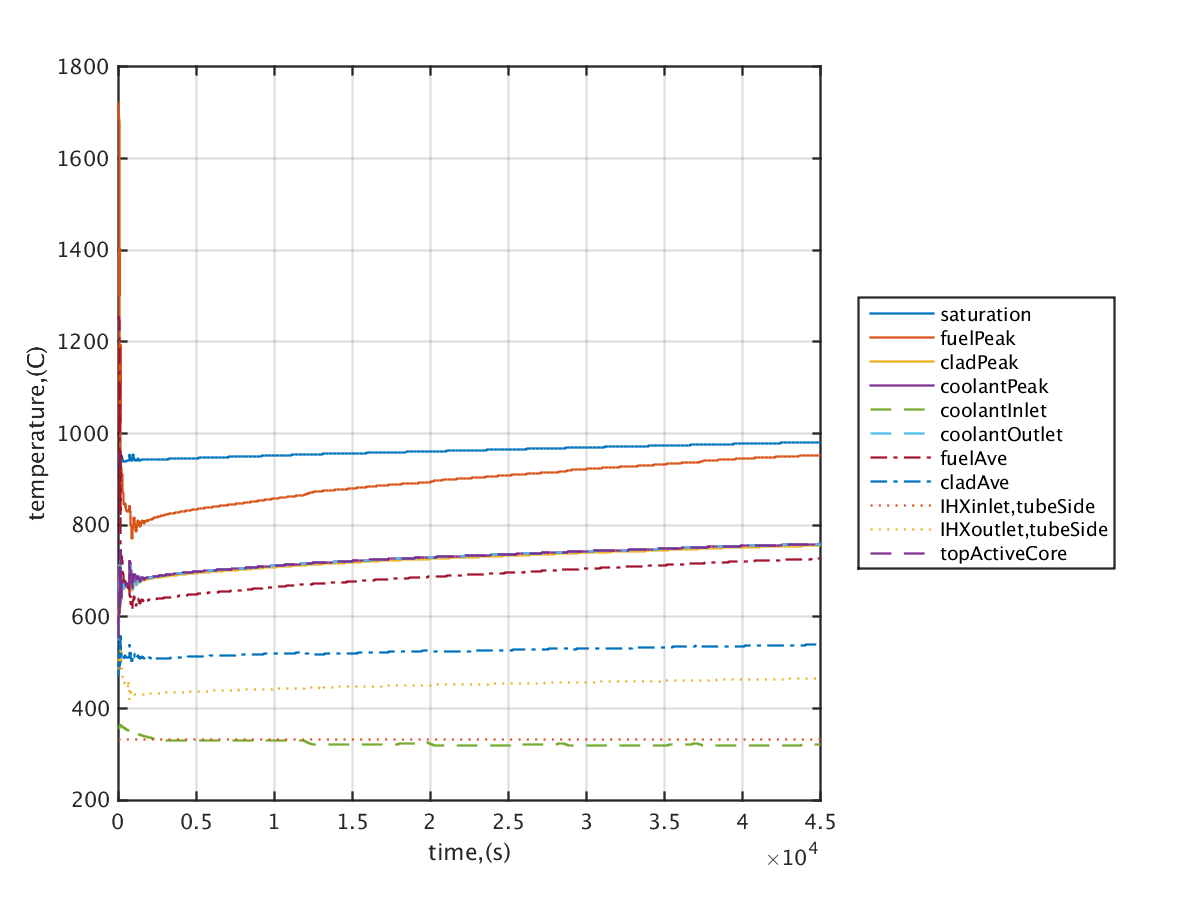 1800
1600
1400
1200
1000
800
600
400
200
temperature,(C)
0
0.5
1
1.5
2
2.5
3
3.5
4
4.5
time,(s)
×10⁴
saturation
fuelPeak
cladPeak
coolantPeak
coolantInlet
coolantOutlet
fuelAve
cladAve
IHXinlet,tubeSide
IHXoutlet,tubeSide
topActiveCore